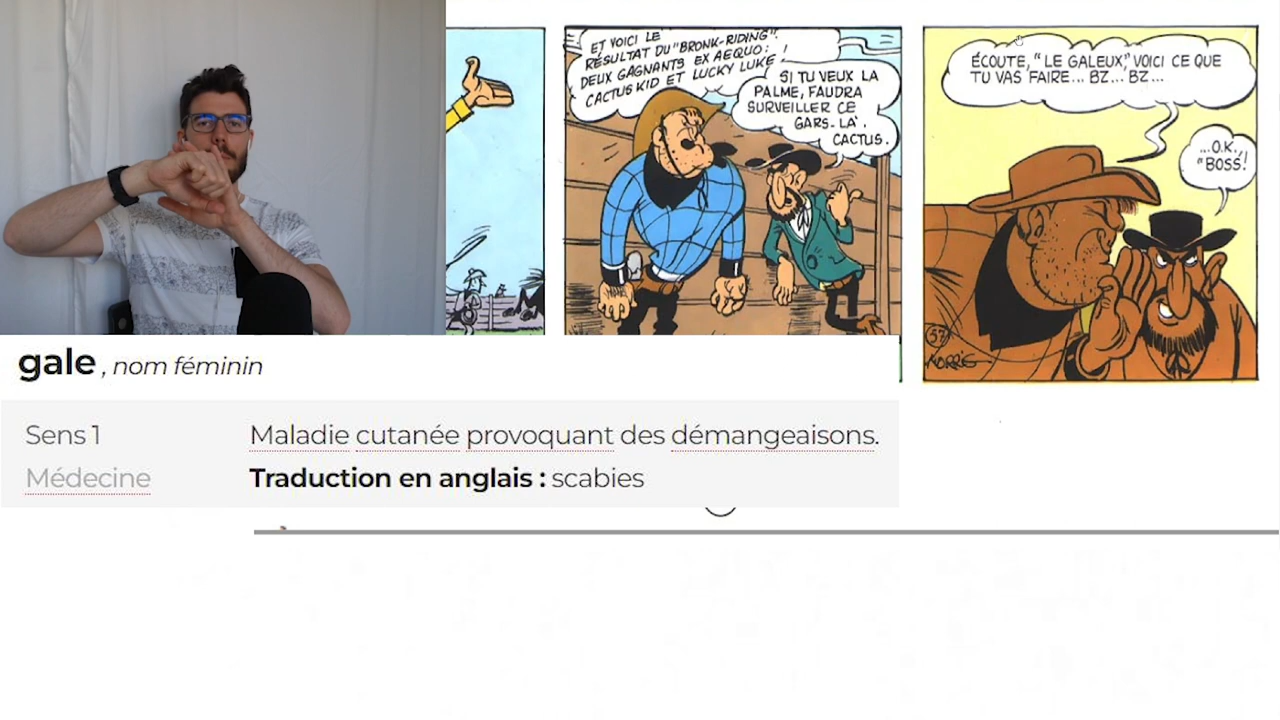 ET VOICI LE
RÉSULTAT DU "BRONK-RIDING".
DEUX GAGNANTS EX AEQUO:
CACTUS KID ET LUCKY LUKE!
SI TU VEUX LA
PALME, FAUDRA
SURVEILLER CE
GARS-LÀ,
CACTUS.
ÉCOUTE, "LE GALEUX," VOICI CE QUE
TU VAS FAIRE... BZ... BZ...
...O.K.,
"BOSS!
57
MORRIS
gale, nom féminin
Sens 1
Maladie cutanée provoquant des démangeaisons.
Médecine
Traduction en anglais : scabies